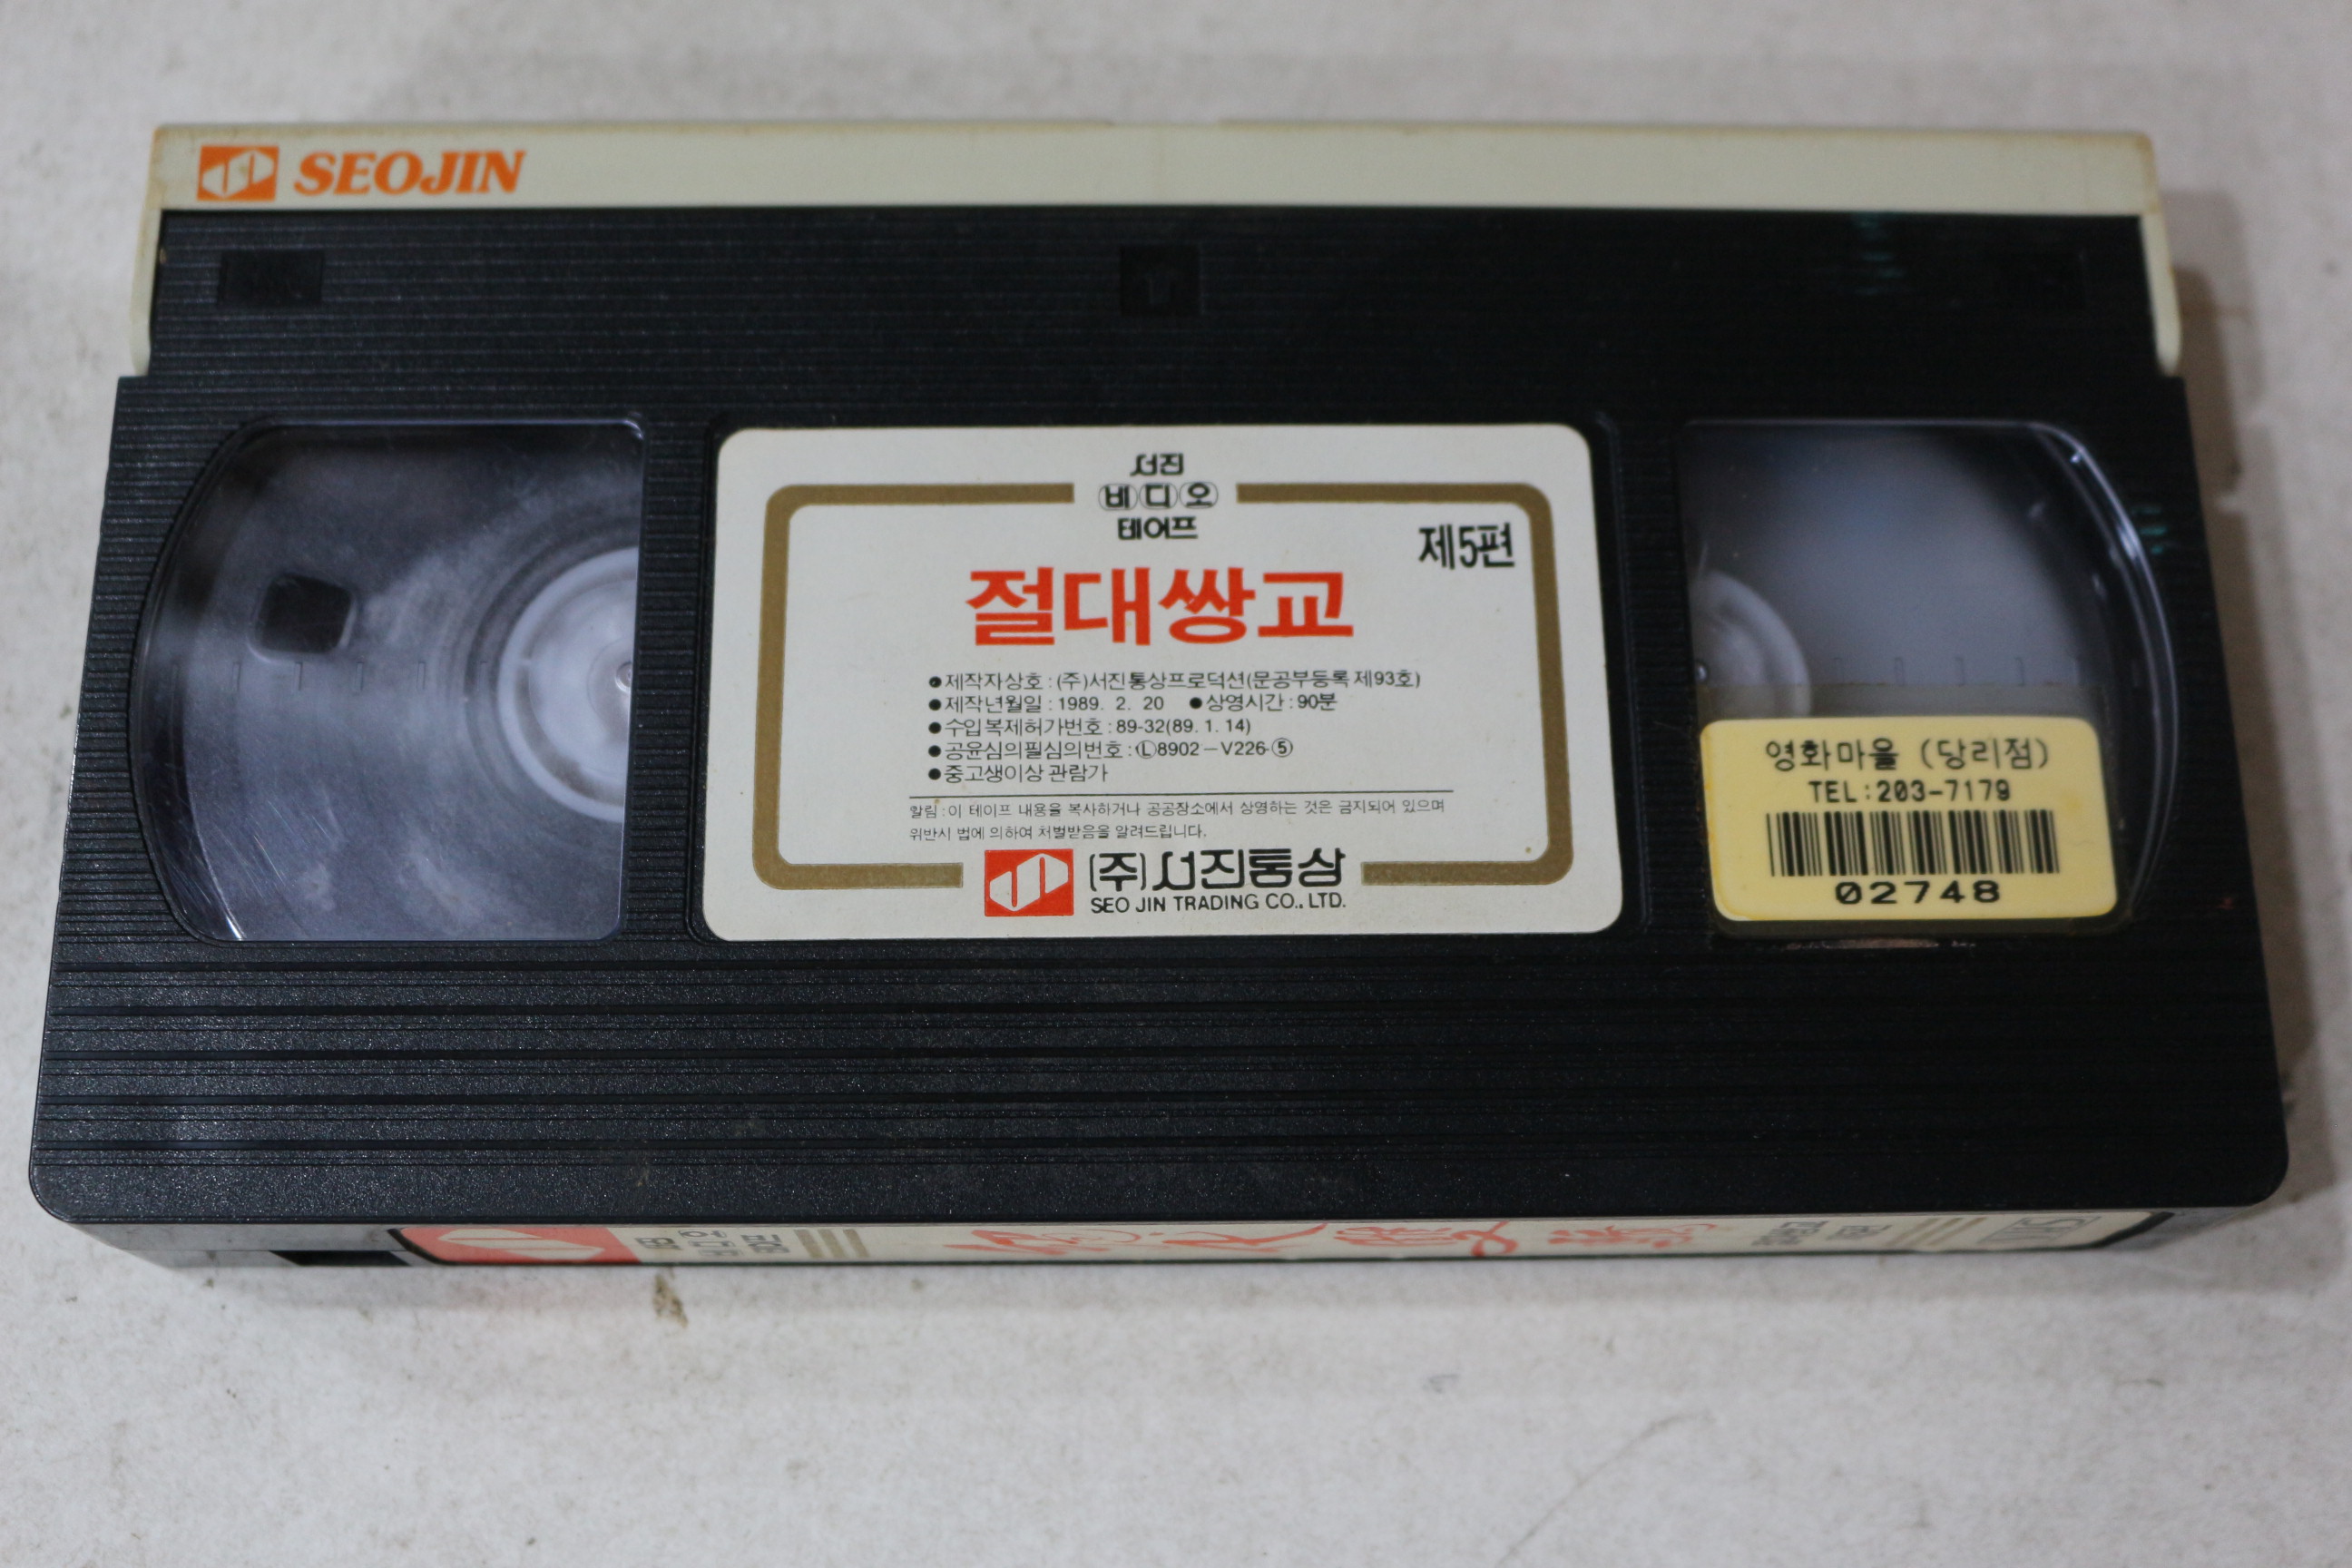 SEOJIN
서진
비디오
테어프
제5편
절대쌍교
●제작자상호 : (주)서진통상프로덕션(문공부등록 제93호)
●제작년월일 : 1989. 2. 20 ●상영시간 : 90분
●수입복제허가번호 : 89-32(89. 1. 14)
●공윤심의필심의번호 : Ⓛ8902-V226-⑤
●중고생이상 관람가
알림 : 이 테이프 내용을 복사하거나 공공장소에서 상영하는 것은 금지되어 있으며
위반시 법에 의하여 처벌받음을 알려드립니다.
(주)서진통상
SEO JIN TRADING CO., LTD.
영화마을 (당리점)
TEL:203-7179
02748